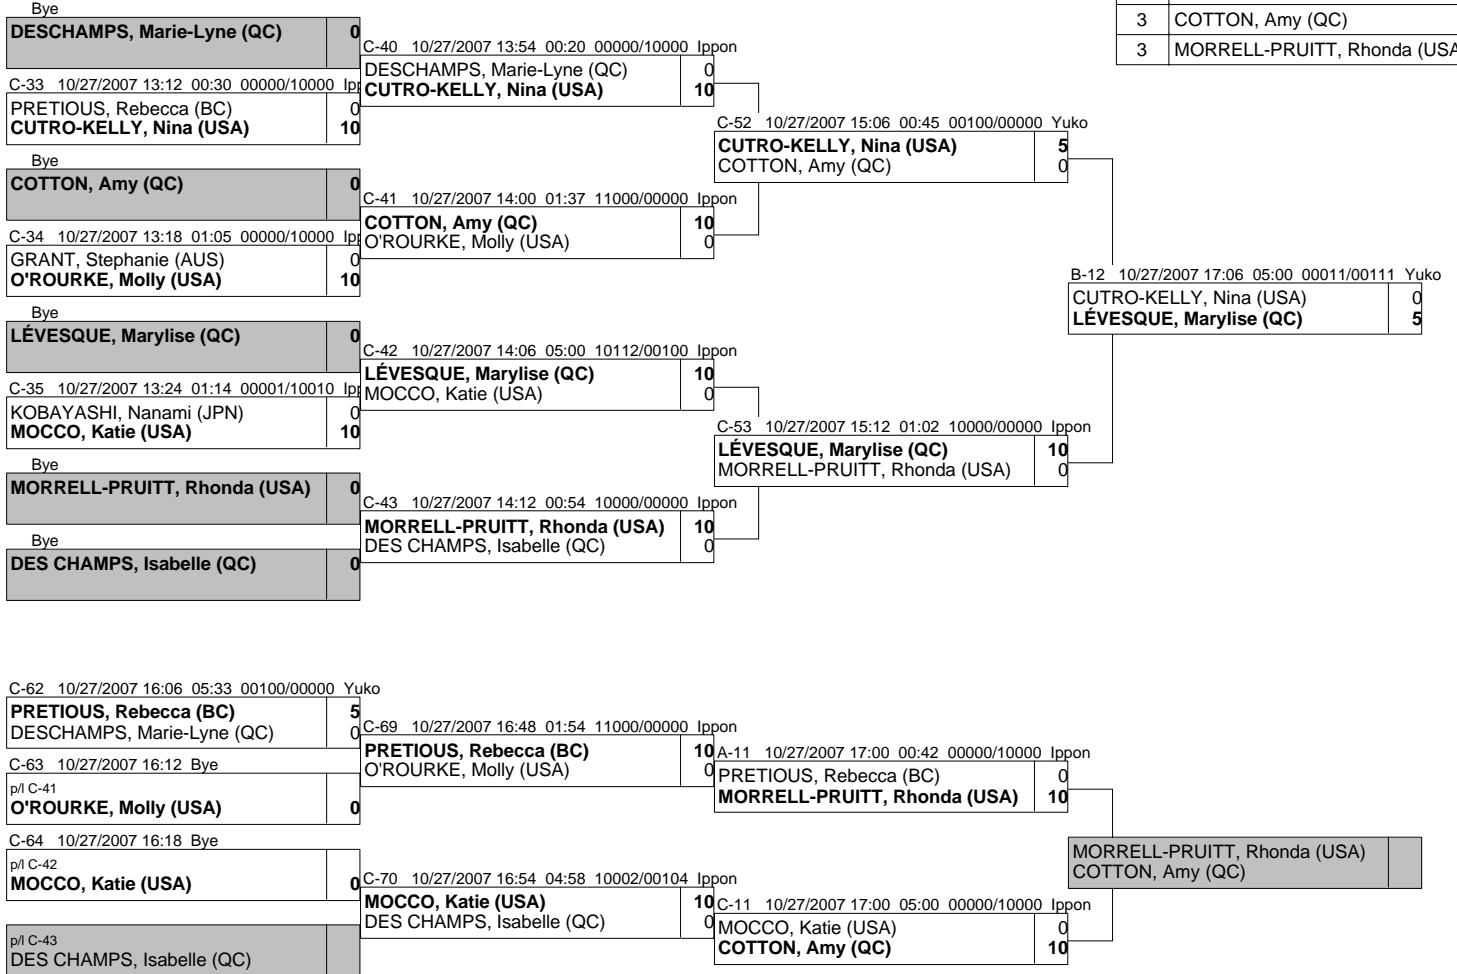 Bye
DESCHAMPS, Marie-Lyne (QC) 0
C-33 10/27/2007 13:12 00:30 00000/10000
PRETIOUS, Rebecca (BC) 0
CUTRO-KELLY, Nina (USA) 10
Bye
COTTON, Amy (QC) 0
C-34 10/27/2007 13:18 01:05 00000/10000
GRANT, Stephanie (AUS) 0
O'ROURKE, Molly (USA) 10
Bye
LÉVESQUE, Marylise (QC) 0
C-35 10/27/2007 13:24 01:14 00001/10010
KOBAYASHI, Nanami (JPN) 0
MOCCO, Katie (USA) 10
Bye
MORRELL-PRUITT, Rhonda (USA) 0
Bye
DES CHAMPS, Isabelle (QC) 0
C-40 10/27/2007 13:54 00:20 00000/10000 Ippon
DESCHAMPS, Marie-Lyne (QC) 0
CUTRO-KELLY, Nina (USA) 10
C-41 10/27/2007 14:00 01:37 11000/00000 Ippon
COTTON, Amy (QC) 10
O'ROURKE, Molly (USA) 0
C-42 10/27/2007 14:06 05:00 10112/00100 Ippon
LÉVESQUE, Marylise (QC) 10
MOCCO, Katie (USA) 0
C-43 10/27/2007 14:12 00:54 10000/00000 Ippon
MORRELL-PRUITT, Rhonda (USA) 10
DES CHAMPS, Isabelle (QC) 0
C-52 10/27/2007 15:06 00:45 00100/00000 Yuko
CUTRO-KELLY, Nina (USA) 5
COTTON, Amy (QC) 0
C-53 10/27/2007 15:12 01:02 10000/00000 Ippon
LÉVESQUE, Marylise (QC) 10
MORRELL-PRUITT, Rhonda (USA) 0
3 COTTON, Amy (QC)
3 MORRELL-PRUITT, Rhonda (USA
B-12 10/27/2007 17:06 05:00 00011/00111 Yuko
CUTRO-KELLY, Nina (USA) 0
LÉVESQUE, Marylise (QC) 5
C-62 10/27/2007 16:06 05:33 00100/00000 Yuko
PRETIOUS, Rebecca (BC) 5
DESCHAMPS, Marie-Lyne (QC) 0
C-63 10/27/2007 16:12 Bye
p/l C-41
O'ROURKE, Molly (USA) 0
C-64 10/27/2007 16:18 Bye
p/l C-42
MOCCO, Katie (USA) 0
p/l C-43
DES CHAMPS, Isabelle (QC)
C-69 10/27/2007 16:48 01:54 11000/00000 Ippon
PRETIOUS, Rebecca (BC) 10
O'ROURKE, Molly (USA) 0
C-70 10/27/2007 16:54 04:58 10002/00104 Ippon
MOCCO, Katie (USA) 10
DES CHAMPS, Isabelle (QC) 0
A-11 10/27/2007 17:00 00:42 00000/10000 Ippon
PRETIOUS, Rebecca (BC) 0
MORRELL-PRUITT, Rhonda (USA) 10
C-11 10/27/2007 17:00 05:00 00000/10000 Ippon
MOCCO, Katie (USA) 0
COTTON, Amy (QC) 10
MORRELL-PRUITT, Rhonda (USA)
COTTON, Amy (QC)